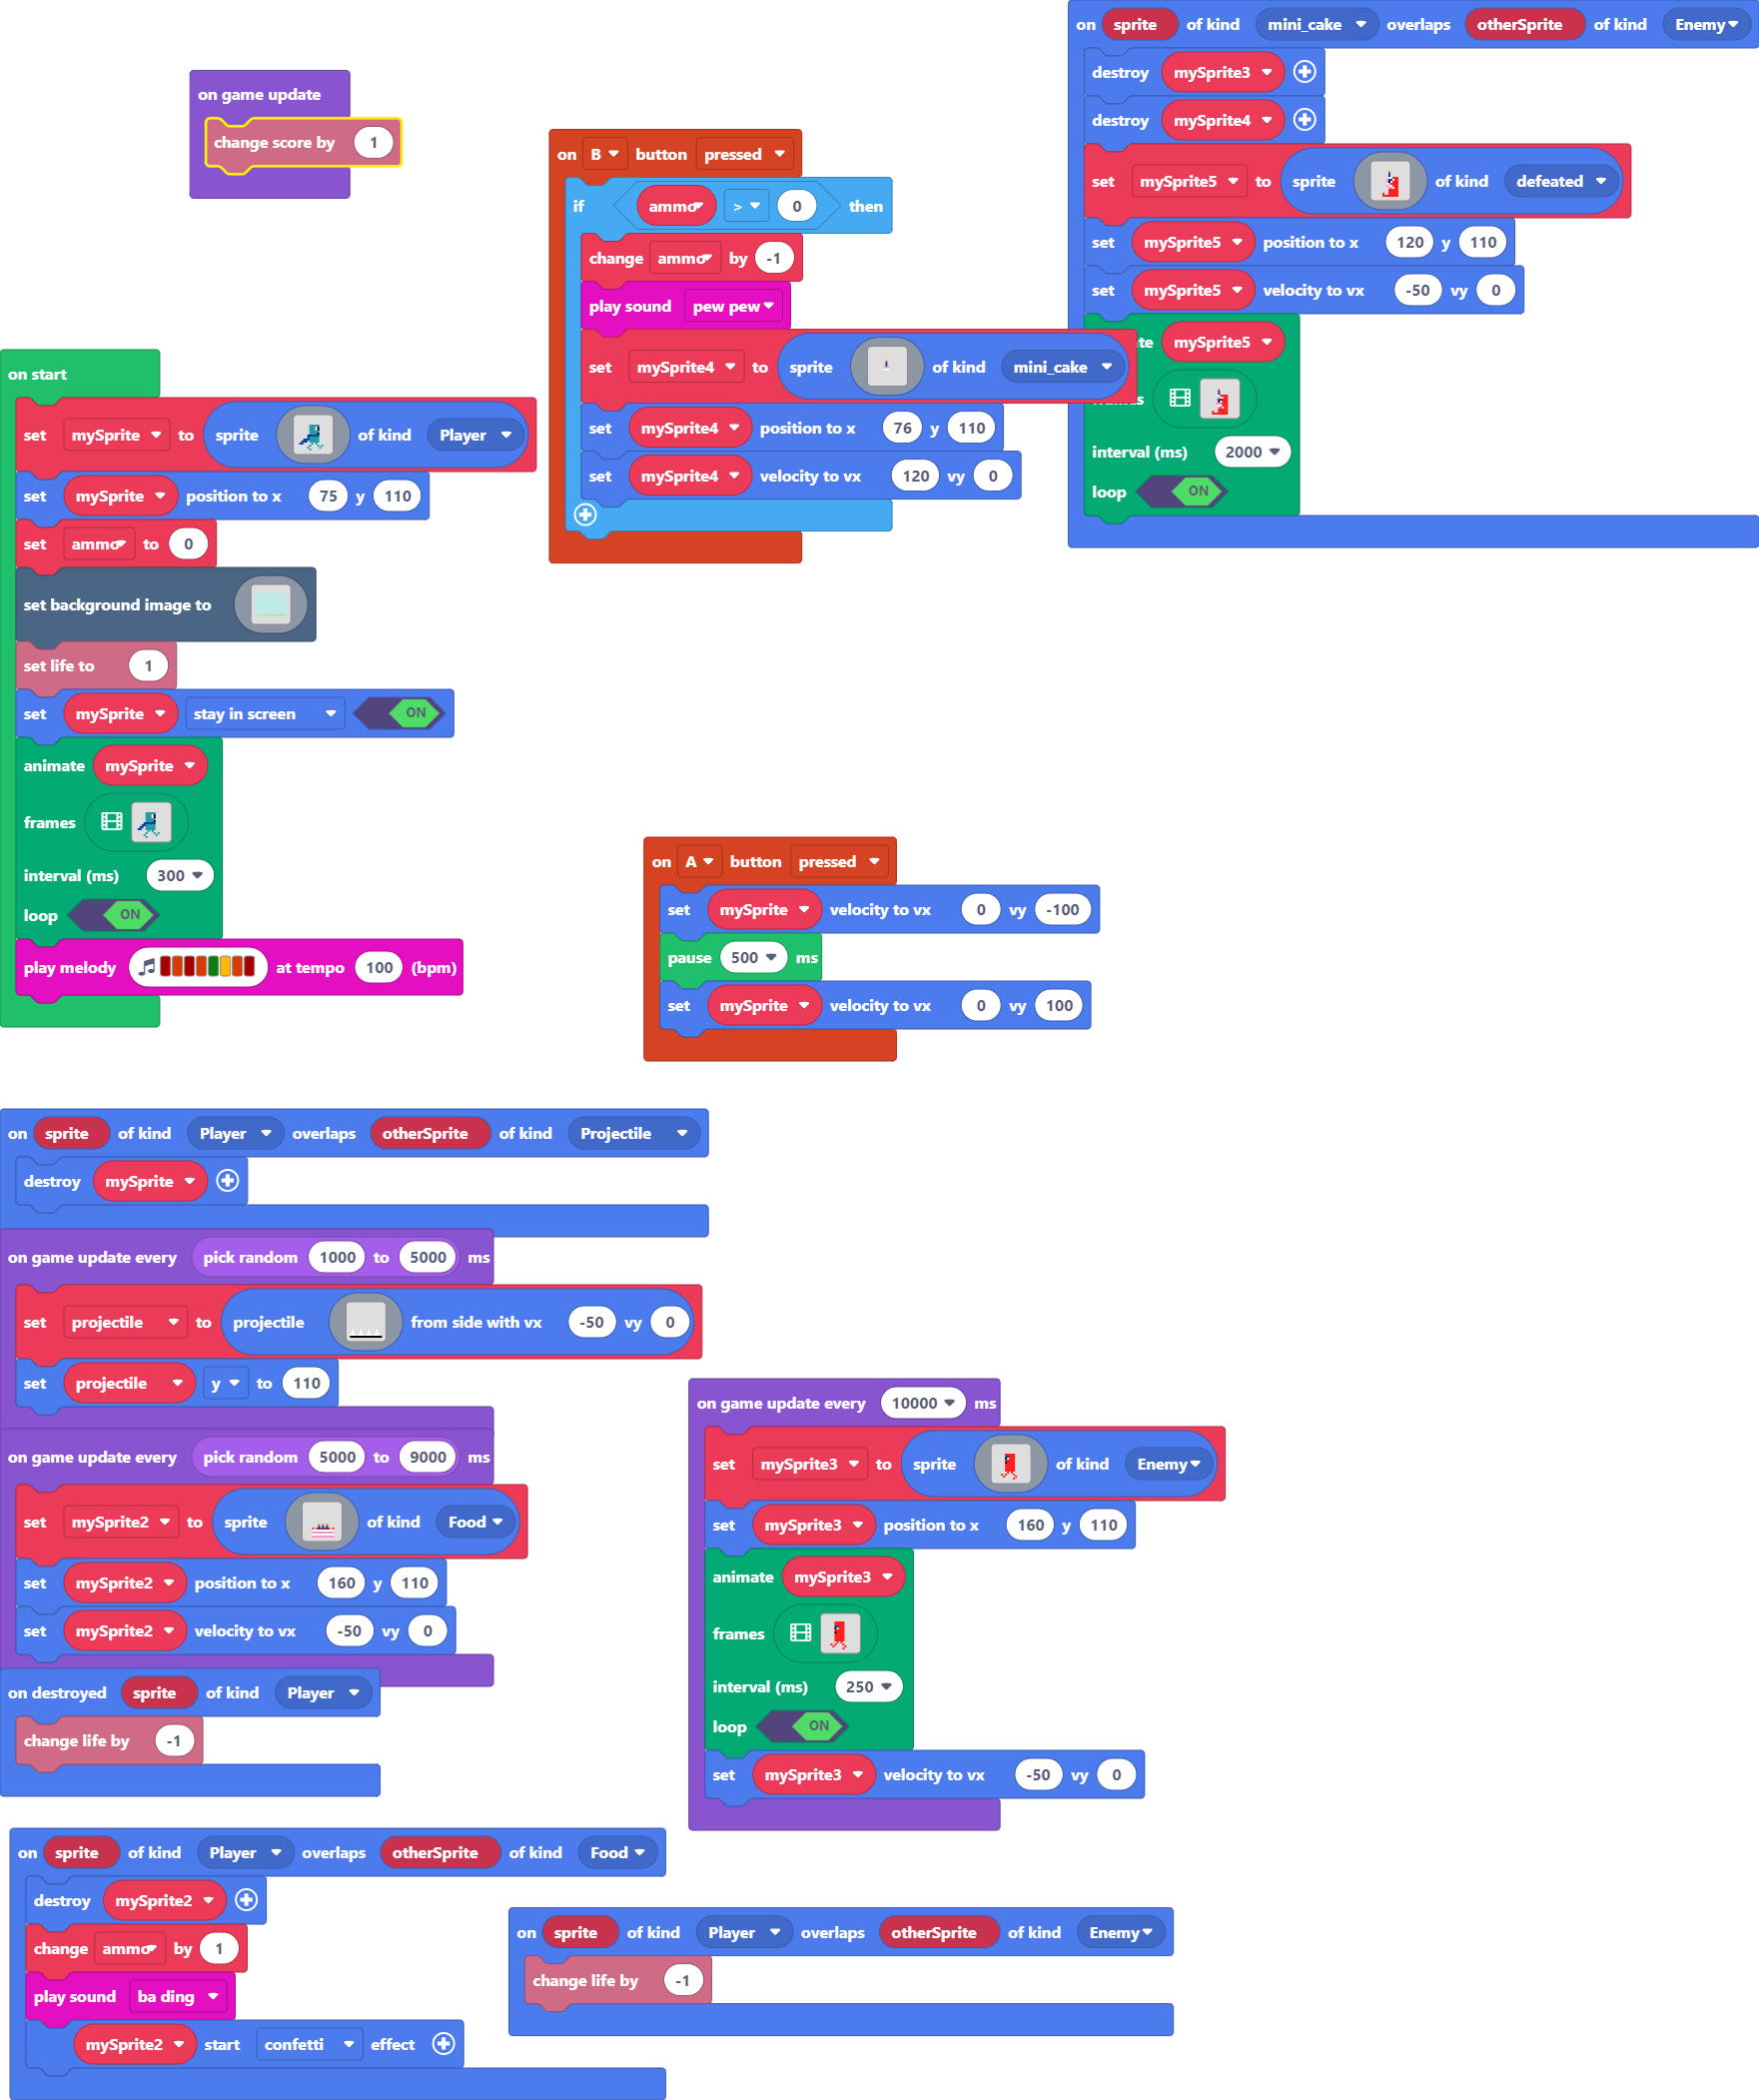 on game update
change score by 1
on start
set mySprite to sprite of kind Player
set mySprite position to x 75 y 110
set ammo to 0
set background image to
set life to 1
set mySprite stay in screen ON
animate mySprite
frames
interval (ms) 300
loop ON
play melody at tempo 100 (bpm)
on B button pressed
if ammo > 0 then
change ammo by -1
play sound pew pew
set mySprite4 to sprite of kind mini_cake
set mySprite4 position to x 76 y 110
set mySprite4 velocity to vx 120 vy 0
on sprite of kind mini_cake overlaps otherSprite of kind Enemy
destroy mySprite3
destroy mySprite4
set mySprite5 to sprite of kind defeated
set mySprite5 position to x 120 y 110
set mySprite5 velocity to vx -50 vy 0
mySprite5
interval (ms) 2000
loop ON
on A button pressed
set mySprite velocity to vx 0 vy -100
pause 500 ms
set mySprite velocity to vx 0 vy 100
on sprite of kind Player overlaps otherSprite of kind Projectile
destroy mySprite
on game update every pick random 1000 to 5000 ms
set projectile to projectile from side with vx -50 vy 0
set projectile y to 110
on game update every pick random 5000 to 9000 ms
set mySprite2 to sprite of kind Food
set mySprite2 position to x 160 y 110
set mySprite2 velocity to vx -50 vy 0
on destroyed sprite of kind Player
change life by -1
on game update every 10000 ms
set mySprite3 to sprite of kind Enemy
set mySprite3 position to x 160 y 110
animate mySprite3
frames
interval (ms) 250
loop ON
set mySprite3 velocity to vx -50 vy 0
on sprite of kind Player overlaps otherSprite of kind Food
destroy mySprite2
change ammo by 1
play sound ba ding
mySprite2 start confetti effect
on sprite of kind Player overlaps otherSprite of kind Enemy
change life by -1